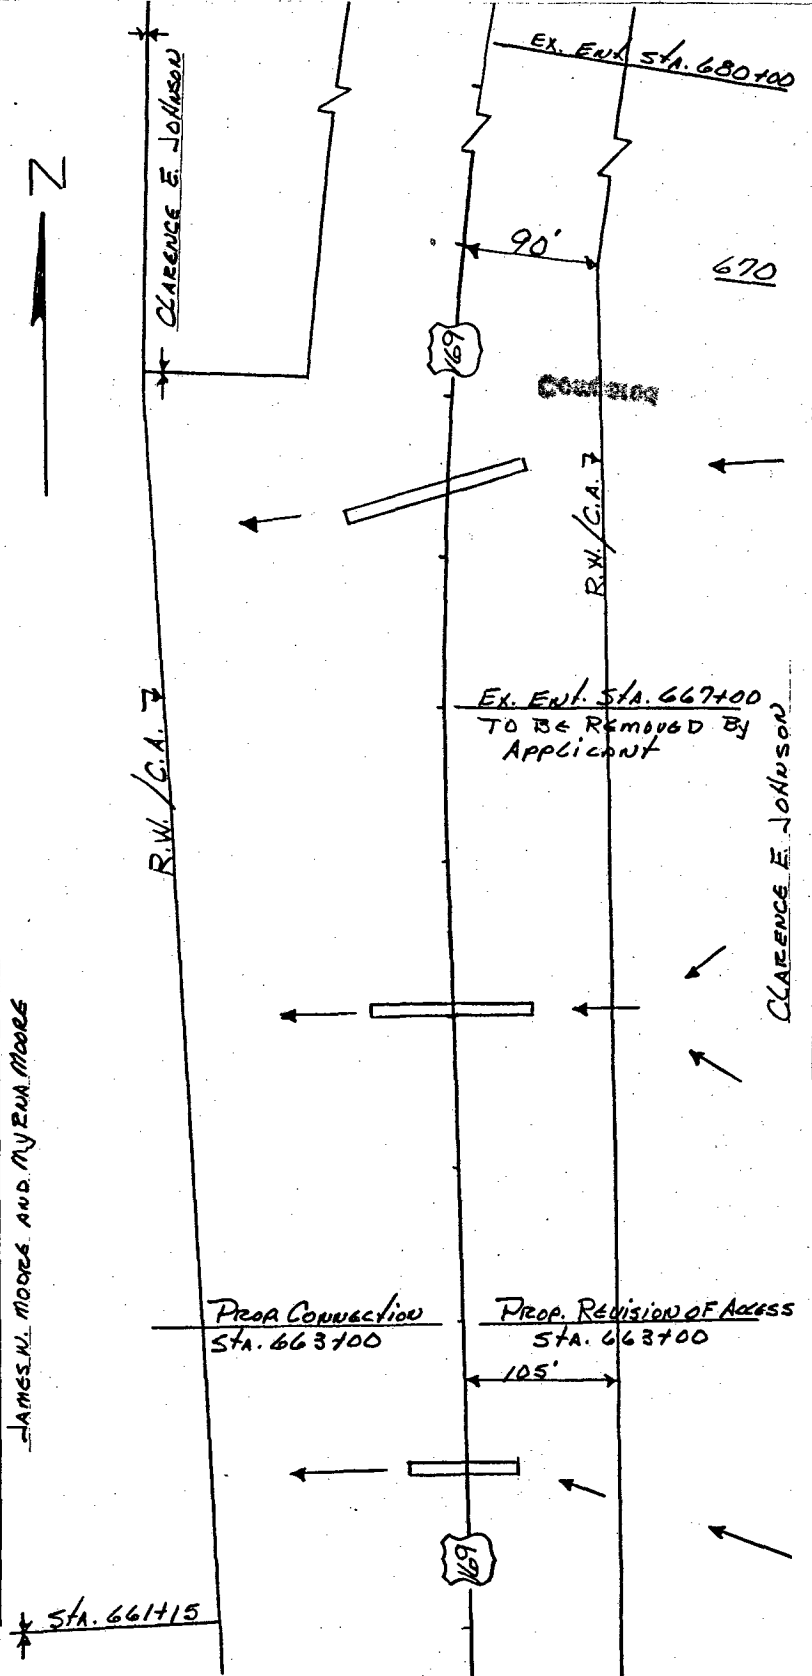 EX. ENT. STA. 680+00
CLARENCE E. JOHNSON
N
90'
670
169
R.W./C.A.
EX. ENT. STA. 667+00
TO BE REMOVED BY
APPLICANT
R.W./C.A.
CLARENCE E. JOHNSON
JAMES W. MOORE AND MYRNA MOORE
PROP. CONNECTION
STA. 663+00
PROP. REVISION OF ACCESS
STA. 663+00
105'
169
STA. 661+15